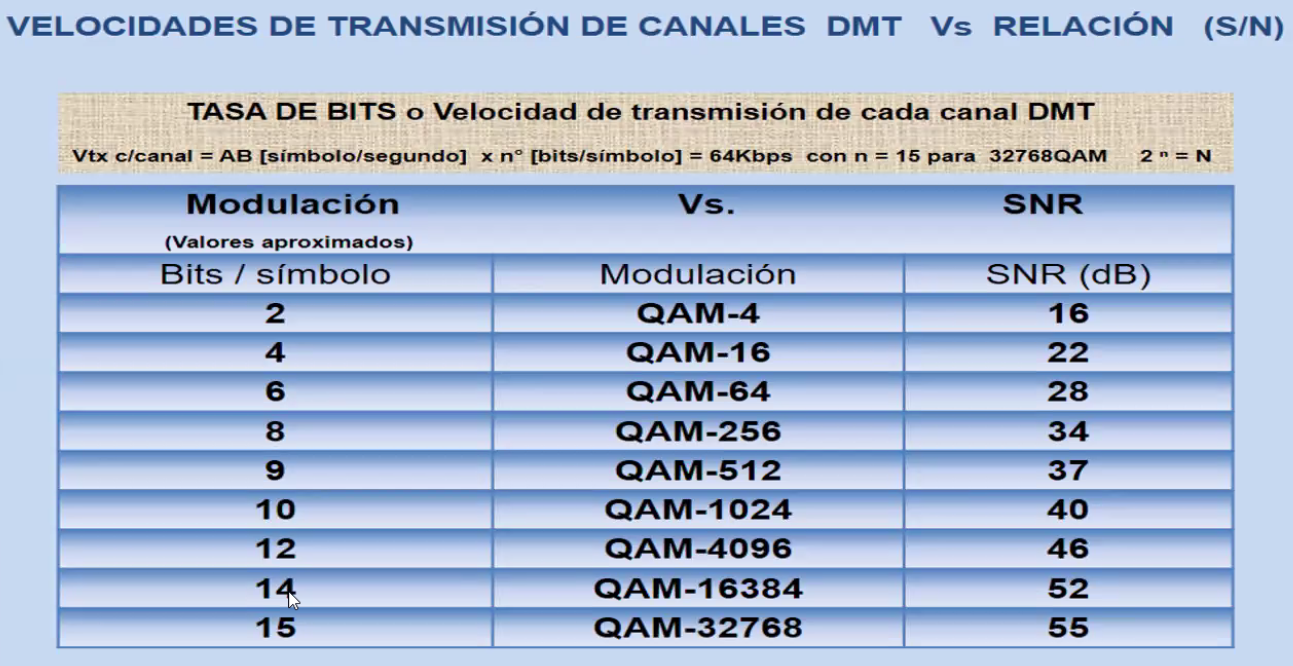 VELOCIDADES DE TRANSMISIÓN DE CANALES DMT Vs RELACIÓN (S/N)
TASA DE BITS o Velocidad de transmisión de cada canal DMT
Vtx c/canal = AB [símbolo/segundo] x n° [bits/símbolo] = 64Kbps con n = 15 para 32768QAM 2 ⁿ = N
Modulación Vs. SNR
(Valores aproximados)
Bits / símbolo Modulación SNR (dB)
2 QAM-4 16
4 QAM-16 22
6 QAM-64 28
8 QAM-256 34
9 QAM-512 37
10 QAM-1024 40
12 QAM-4096 46
14 QAM-16384 52
15 QAM-32768 55